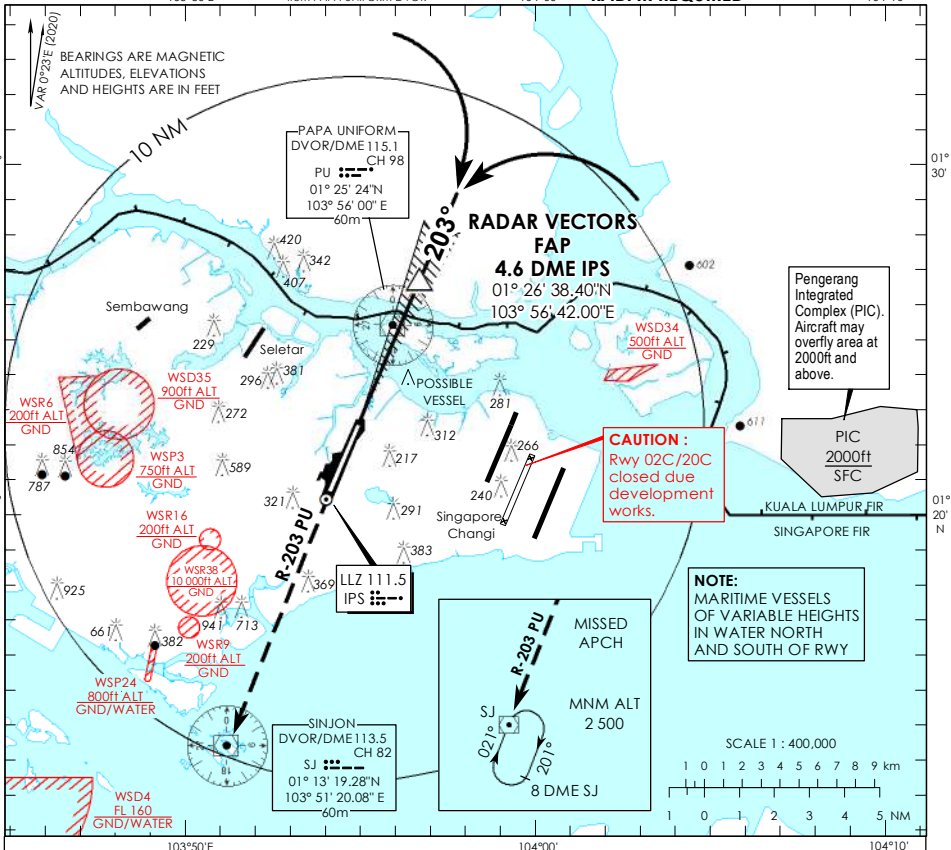 RADAR REQUIRED
VAR 0°23'E (2020)
BEARINGS ARE MAGNETIC
ALTITUDES, ELEVATIONS
AND HEIGHTS ARE IN FEET
10 NM
PAPA UNIFORM
DVOR/DME 115.1
CH 98
PU
01° 25' 24"N
103° 56' 00" E
60m
203°
RADAR VECTORS
FAP
4.6 DME IPS
01° 26' 38.40"N
103° 56' 42.00"E
01°
30'
602
420
342
407
Sembawang
229
Seletar
381
296
272
589
321
POSSIBLE
VESSEL
281
312
217
266
240
291
383
369
Singapore
Changi
WSD34
500ft ALT
GND
Pengerang
Integrated
Complex (PIC).
Aircraft may
overfly area at
2000ft and
above.
611
PIC
2000ft
SFC
CAUTION :
Rwy 02C/20C
closed due
development
works.
KUALA LUMPUR FIR
SINGAPORE FIR
01°
20'
WSD35
900ft ALT
GND
WSR6
200ft ALT
GND
WSP3
750ft ALT
GND
854
787
WSR16
200ft ALT
GND
WSR38
10 000ft ALT
GND
925
661
382
941
713
WSR9
200ft ALT
GND
WSP24
800ft ALT
GND/WATER
R-203 PU
LLZ 111.5
IPS
NOTE:
MARITIME VESSELS
OF VARIABLE HEIGHTS
IN WATER NORTH
AND SOUTH OF RWY
MISSED
APCH
R-203 PU
MNM ALT
2 500
SJ
021°
201°
8 DME SJ
SINJON
DVOR/DME 113.5
CH 82
SJ
01° 13' 19.28"N
103° 51' 20.08" E
60m
WSD4
FL 160
GND/WATER
SCALE 1 : 400,000
1 0 1 2 3 4 5 6 7 8 9 km
1 0 1 2 3 4 5 NM
103°50'E
104°00'
104°10'